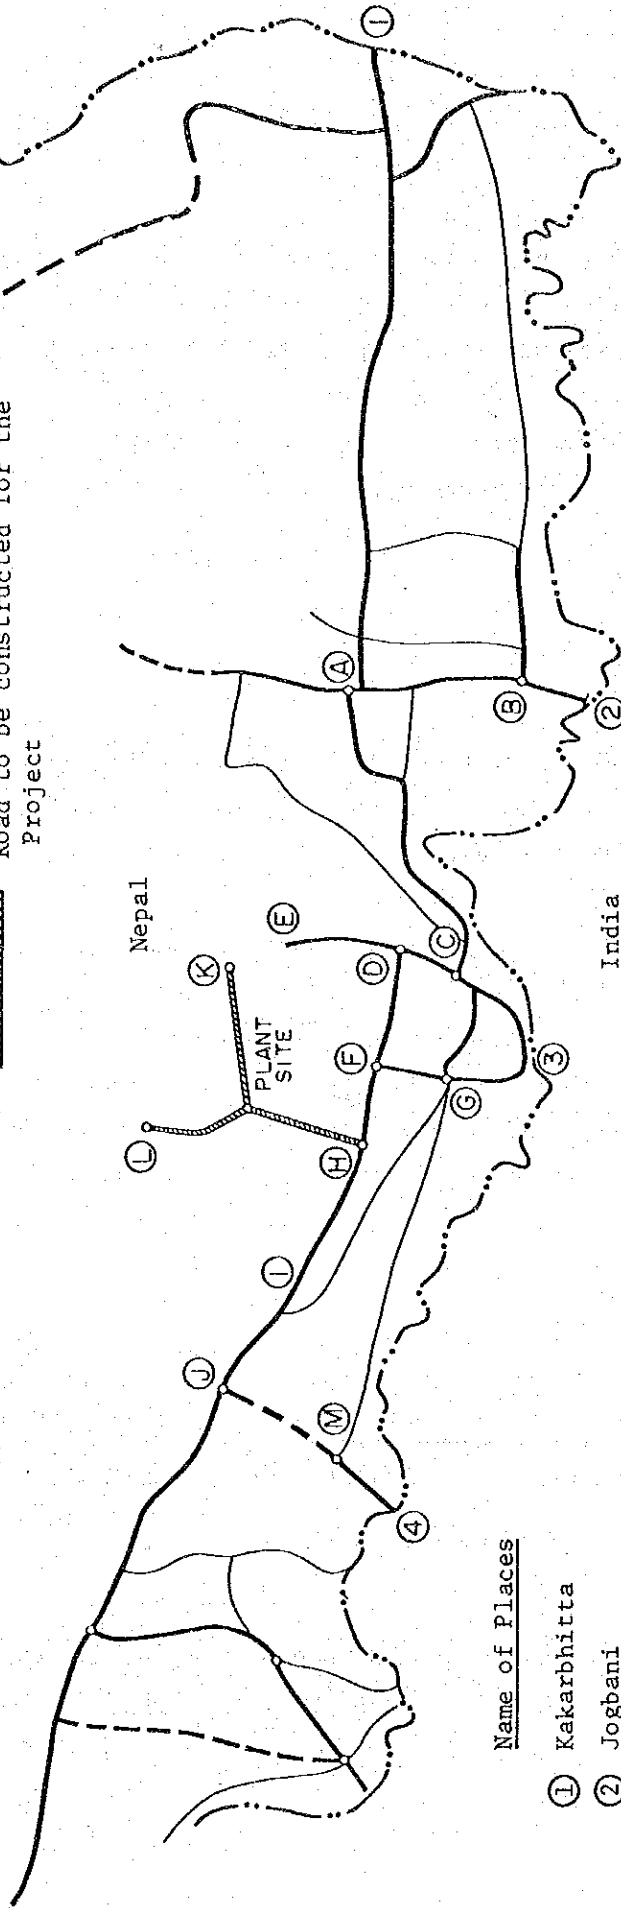 Road to be constructed for the
Project
Nepal
India
PLANT
SITE
Ⓐ
Ⓑ
Ⓒ
Ⓓ
Ⓔ
Ⓕ
Ⓖ
Ⓗ
Ⓘ
Ⓙ
Ⓚ
Ⓛ
Ⓜ
①
②
③
④
Name of Places
① Kakarbhitta
② Jogbani